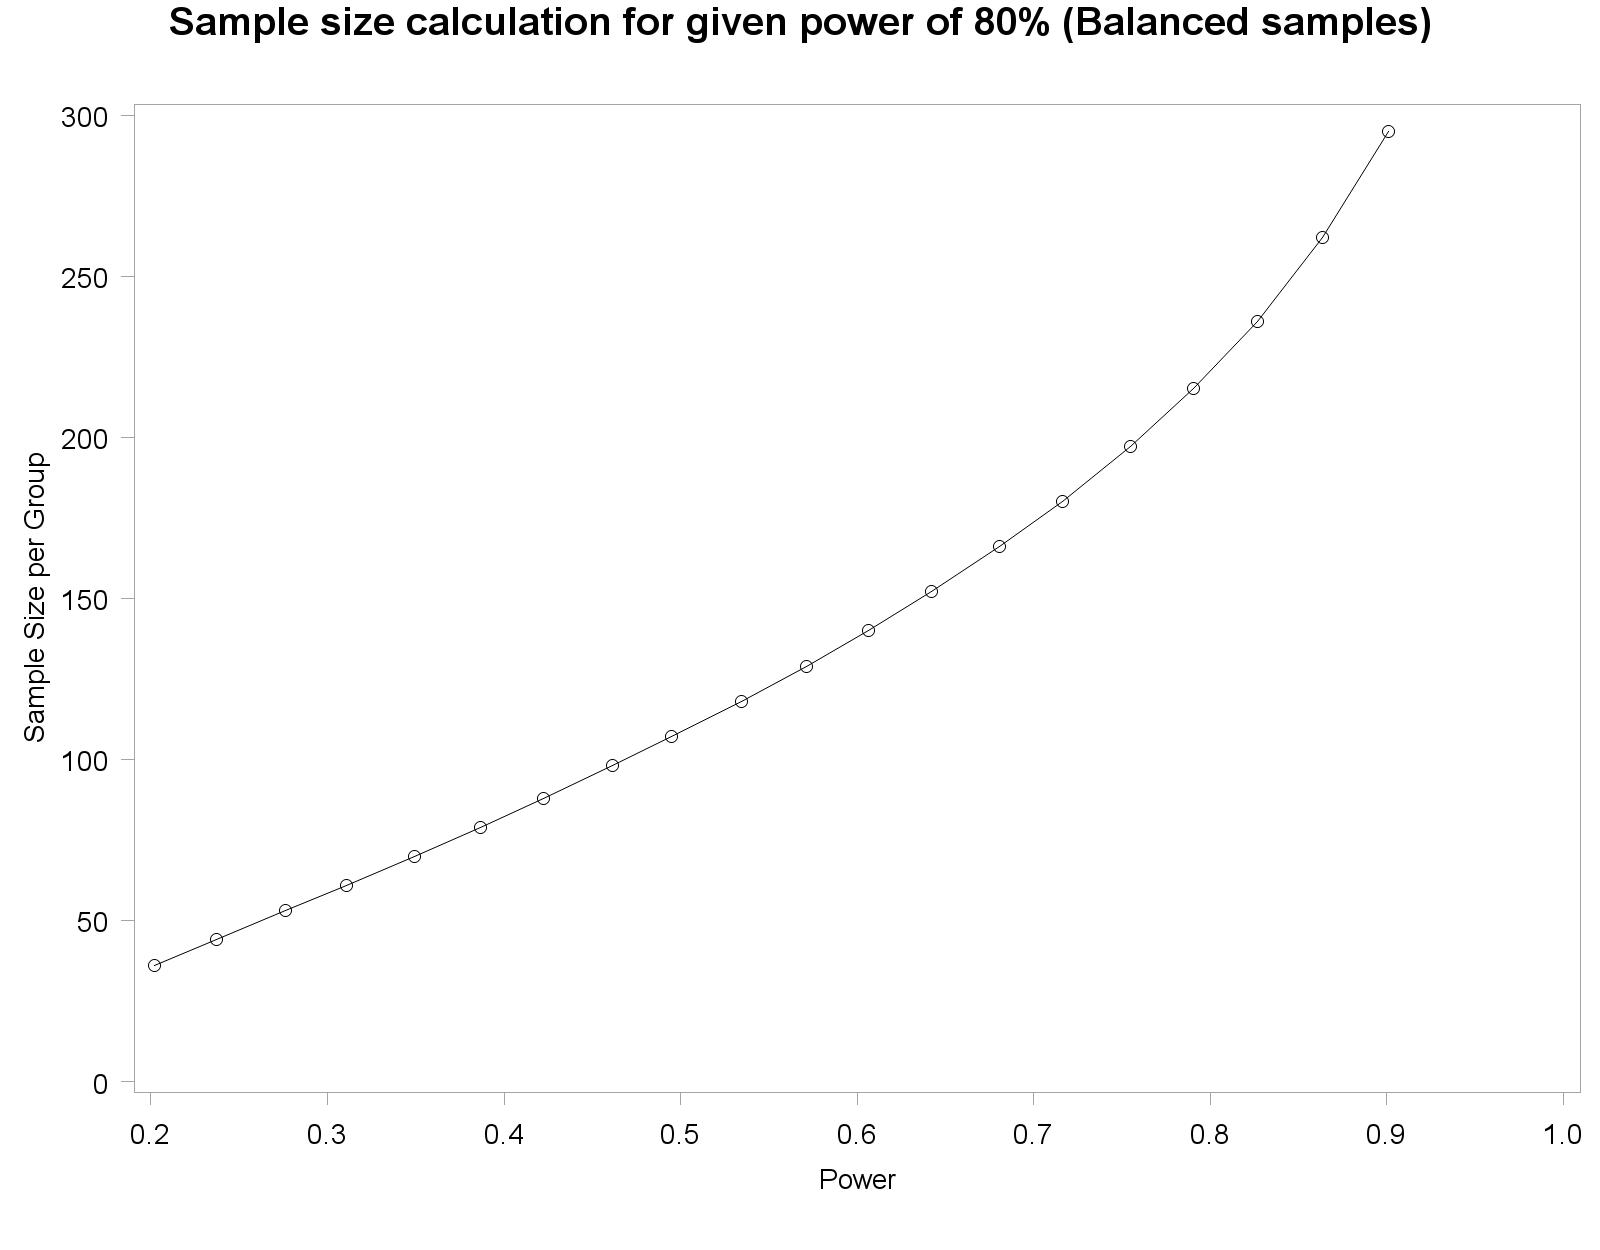 Sample size calculation for given power of 80% (Balanced samples)
300
250
200
150
100
50
0
Sample Size per Group
0.2 0.3 0.4 0.5 0.6 0.7 0.8 0.9 1.0
Power